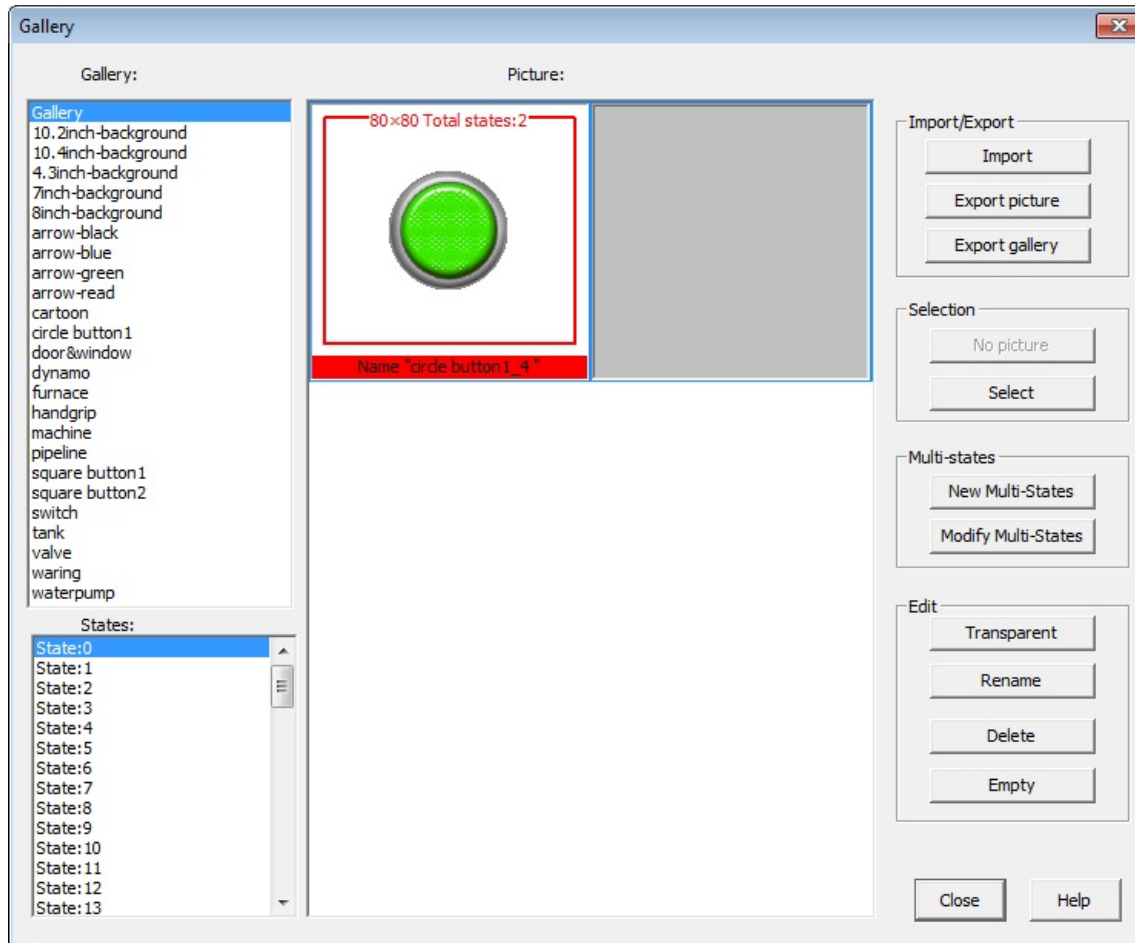 Gallery
Gallery:
Picture:
Gallery
10.2inch-background
10.4inch-background
4.3inch-background
7inch-background
8inch-background
arrow-black
arrow-blue
arrow-green
arrow-read
cartoon
circle button1
door&window
dynamo
furnace
handgrip
machine
pipeline
square button1
square button2
switch
tank
valve
waring
waterpump
States:
State:0
State:1
State:2
State:3
State:4
State:5
State:6
State:7
State:8
State:9
State:10
State:11
State:12
State:13
80×80 Total states:2
Name "circle button1_4 "
Import/Export
Import
Export picture
Export gallery
Selection
No picture
Select
Multi-states
New Multi-States
Modify Multi-States
Edit
Transparent
Rename
Delete
Empty
Close
Help